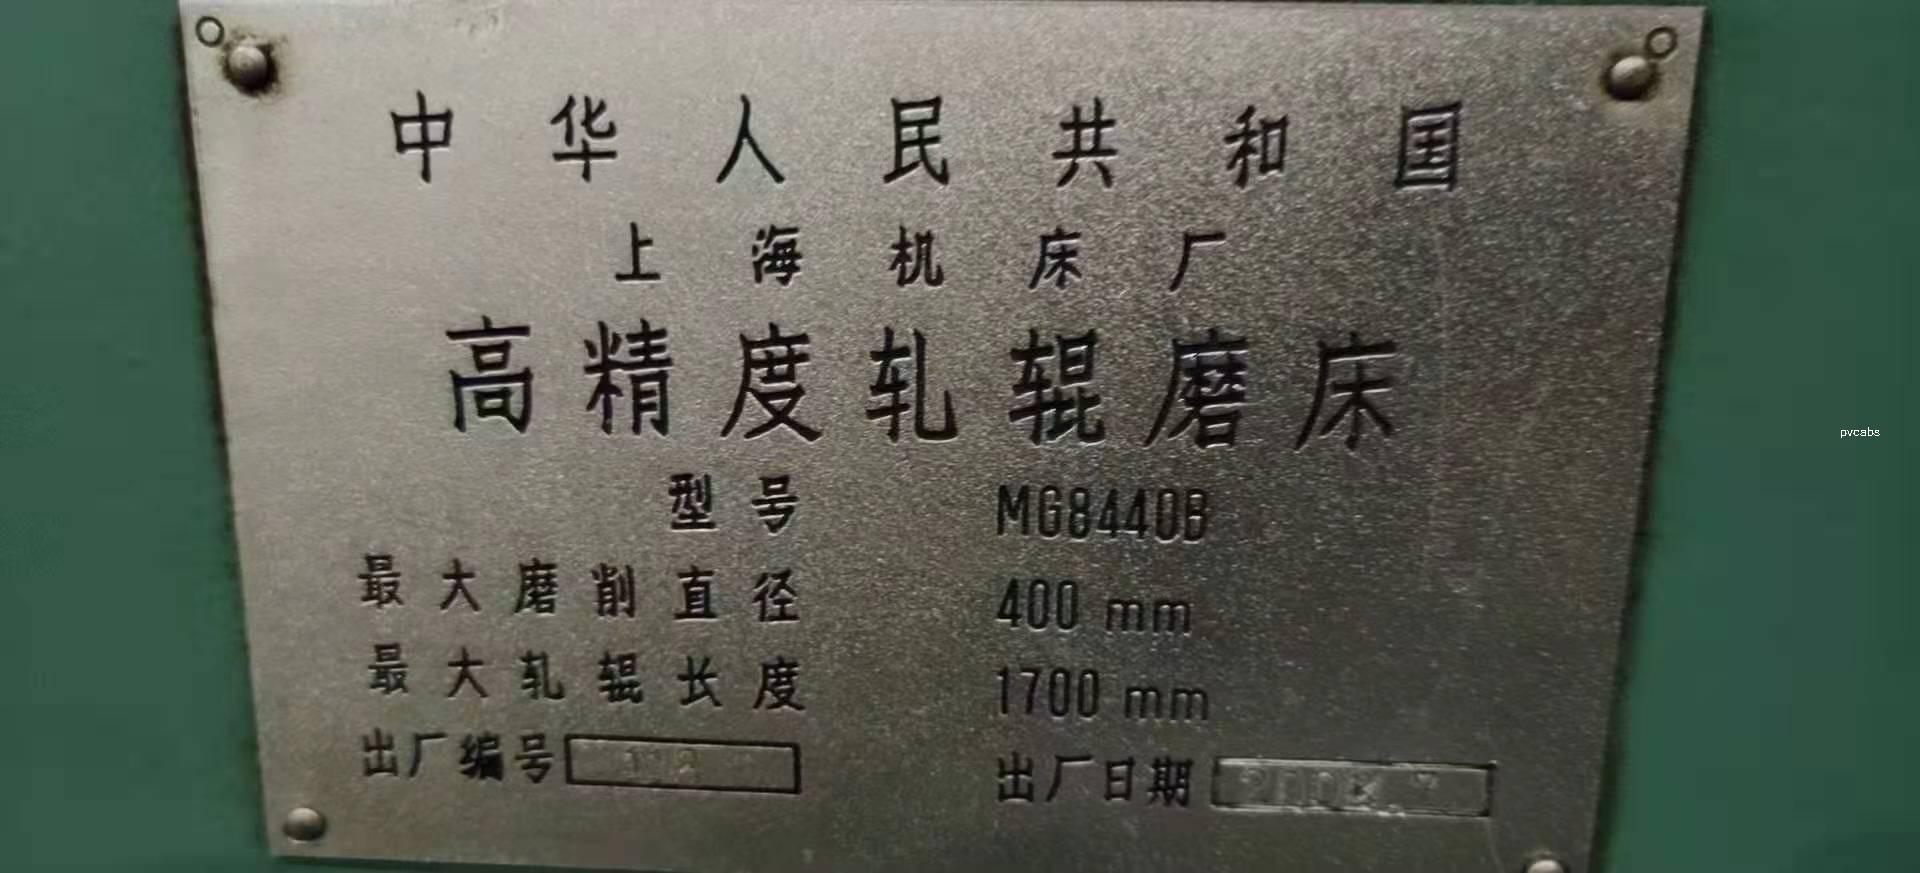 中华人民共和国
上海机床厂
高精度轧辊磨床
型号 MG8440B
最大磨削直径 400 mm
最大轧辊长度 1700 mm
出厂编号
出厂日期
pvcabs